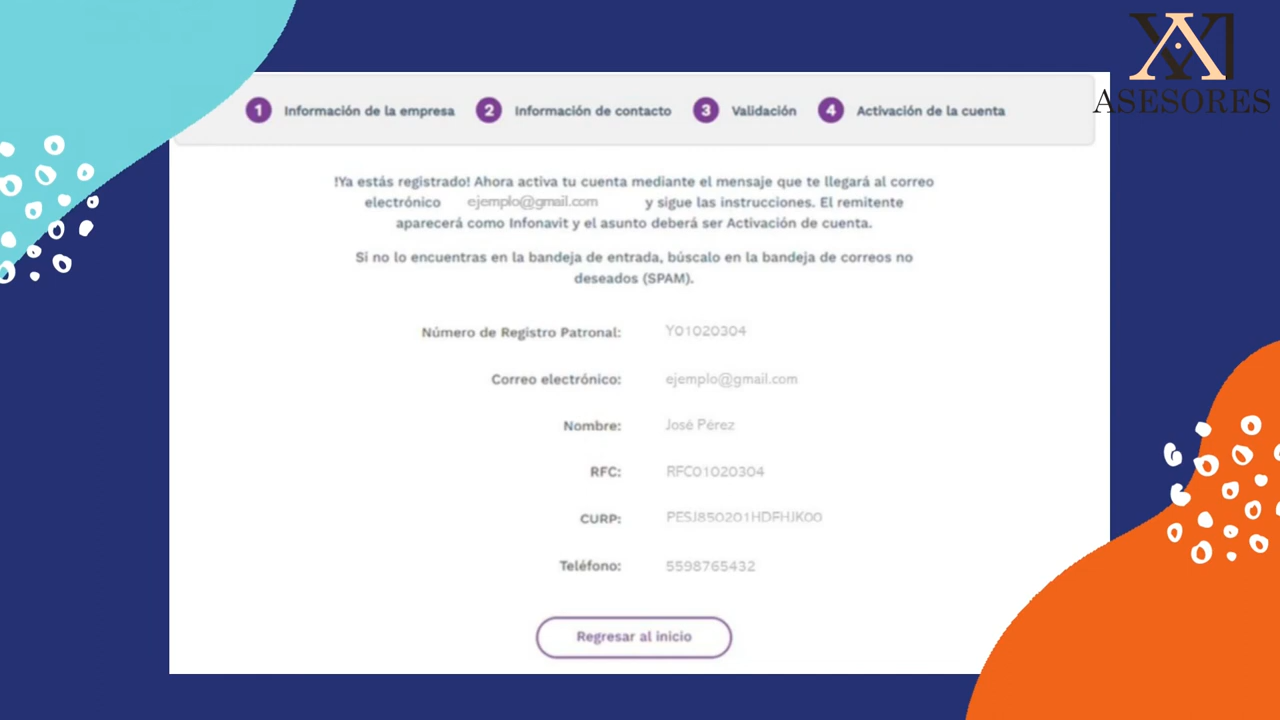 ASESORES
1 Información de la empresa 2 Información de contacto 3 Validación 4 Activación de la cuenta
!Ya estás registrado! Ahora activa tu cuenta mediante el mensaje que te llegará al correo
electrónico ejemplo@gmail.com y sigue las instrucciones. El remitente
aparecerá como Infonavit y el asunto deberá ser Activación de cuenta.
Si no lo encuentras en la bandeja de entrada, búscalo en la bandeja de correos no
deseados (SPAM).
Número de Registro Patronal: Y01020304
Correo electrónico: ejemplo@gmail.com
Nombre: José Pérez
RFC: RFC01020304
CURP: PESJ850201HDFHJK00
Teléfono: 5598765432
Regresar al inicio